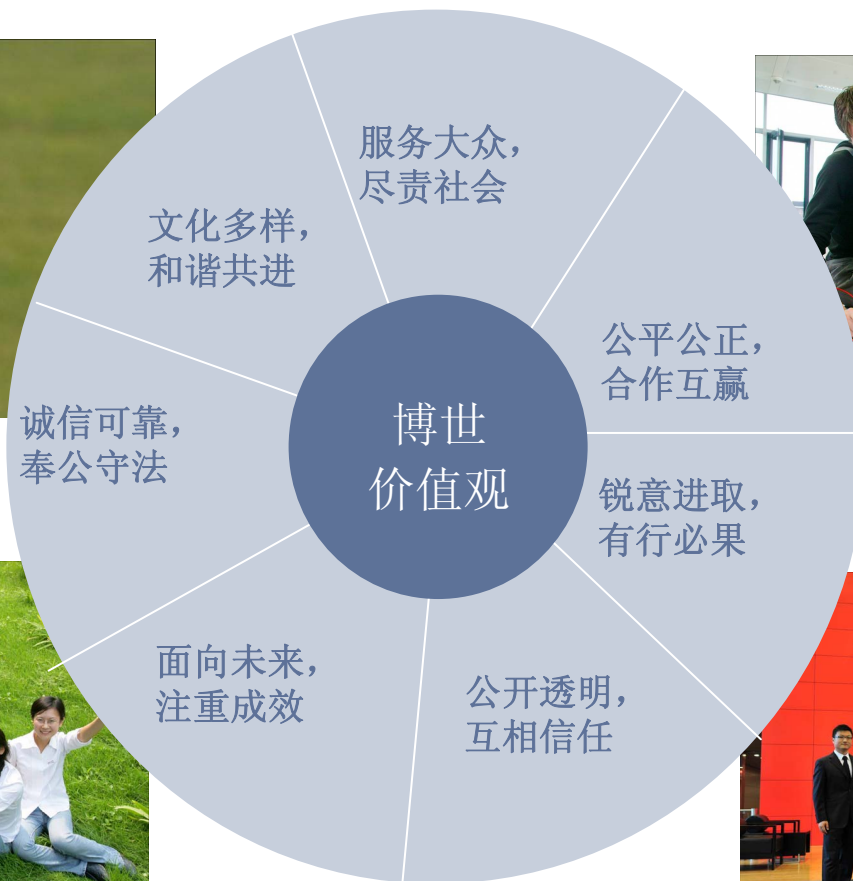 服务大众，
尽责社会
文化多样，
和谐共进
公平公正，
合作互赢
诚信可靠，
奉公守法
博世
价值观
锐意进取，
有行必果
面向未来，
注重成效
公开透明，
互相信任